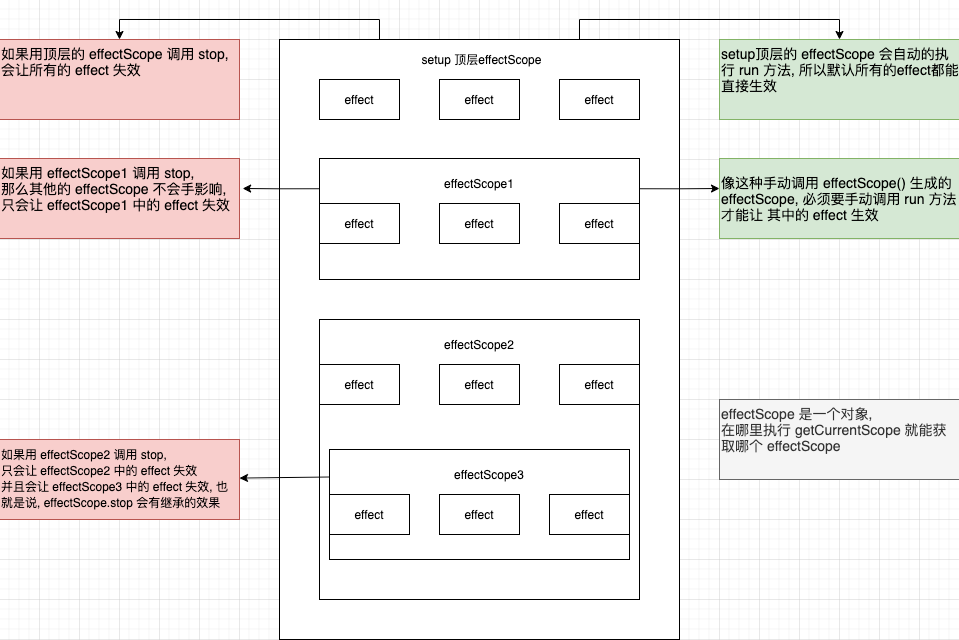 如果用顶层的 effectScope 调用 stop,
会让所有的 effect 失效
setup 顶层effectScope
effect
effect
effect
setup顶层的 effectScope 会自动的执
行 run 方法, 所以默认所有的effect都能
直接生效
如果用 effectScope1 调用 stop,
那么其他的 effectScope 不会手影响,
只会让 effectScope1 中的 effect 失效
effectScope1
effect
effect
effect
像这种手动调用 effectScope() 生成的
effectScope, 必须要手动调用 run 方法
才能让 其中的 effect 生效
effectScope2
effect
effect
effect
effectScope 是一个对象,
在哪里执行 getCurrentScope 就能获
取哪个 effectScope
如果用 effectScope2 调用 stop,
只会让 effectScope2 中的 effect 失效
并且会让 effectScope3 中的 effect 失效, 也
就是说, effectScope.stop 会有继承的效果
effectScope3
effect
effect
effect